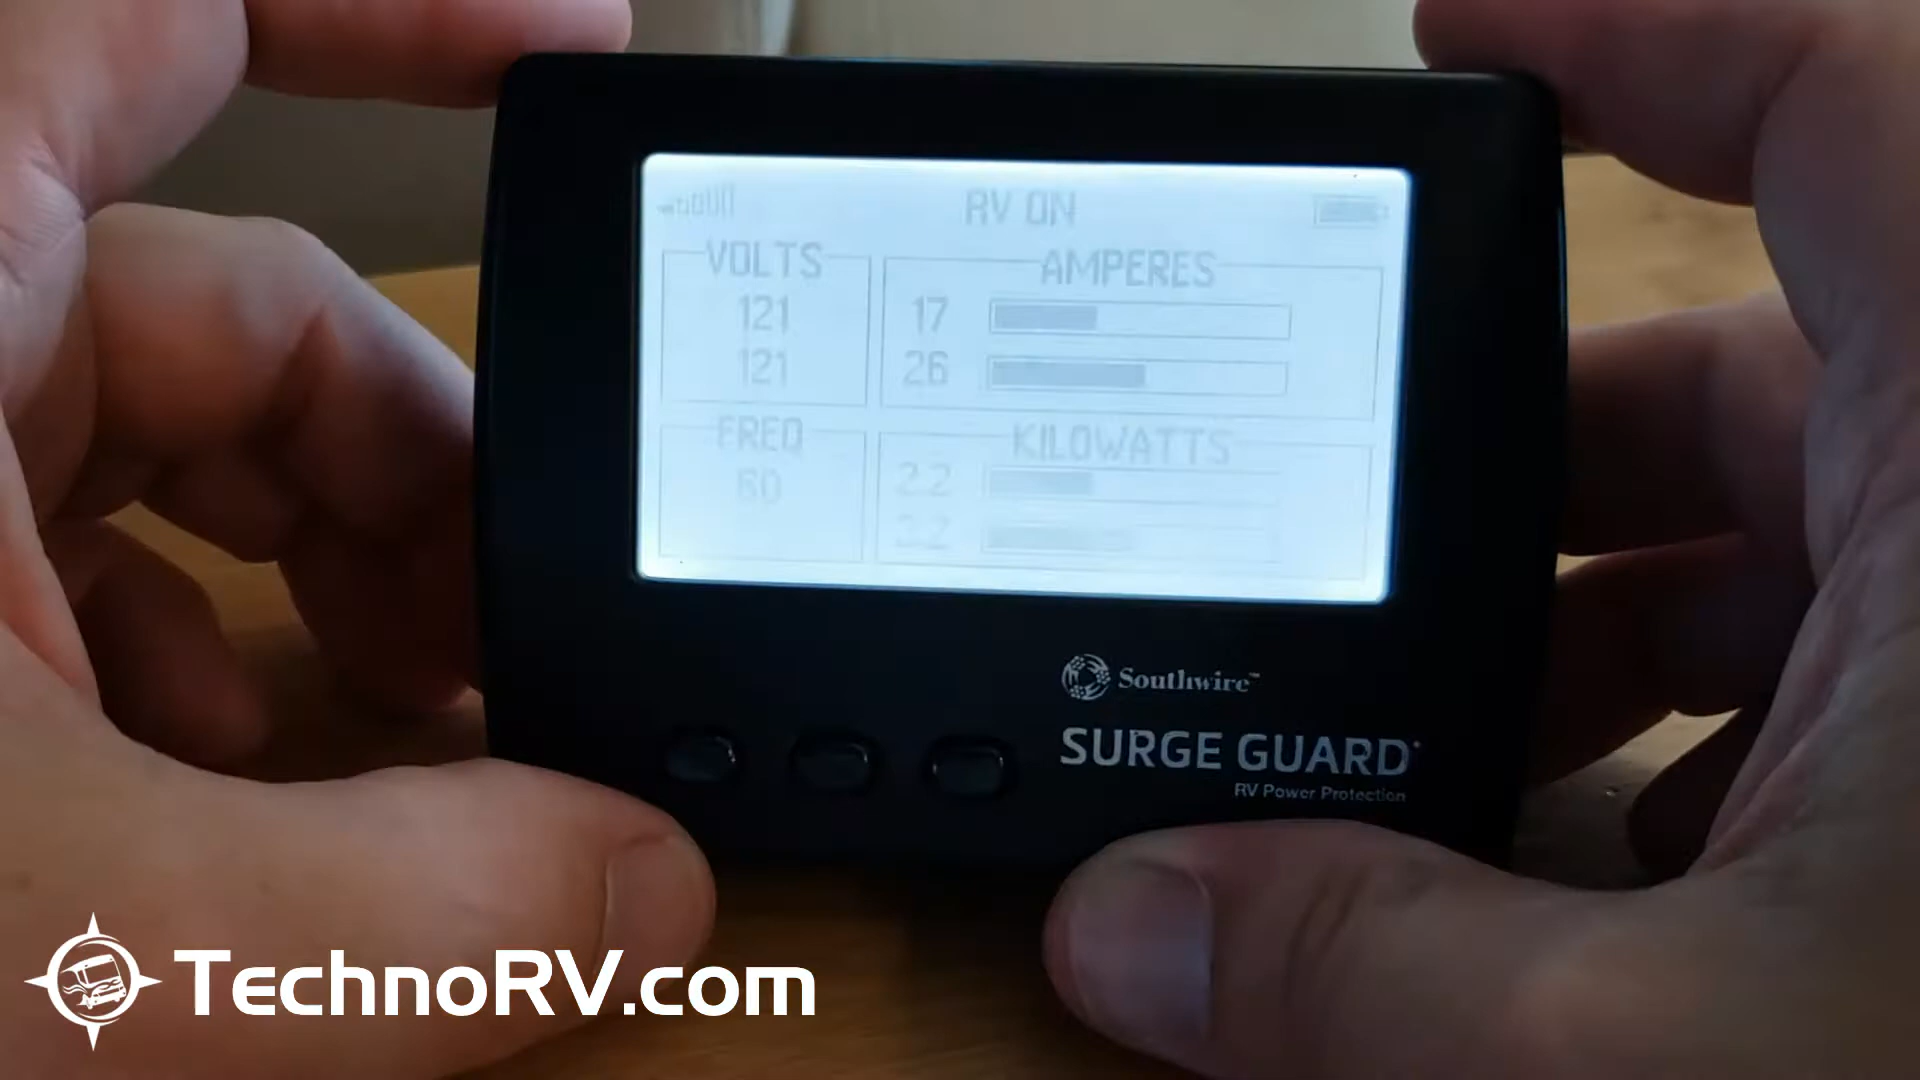 RV ON
VOLTS
121
121
AMPERES
17
26
FREQ
60
KILOWATTS
2.2
3.2
Southwire™
SURGE GUARD
RV Power Protection
TechnoRV.com